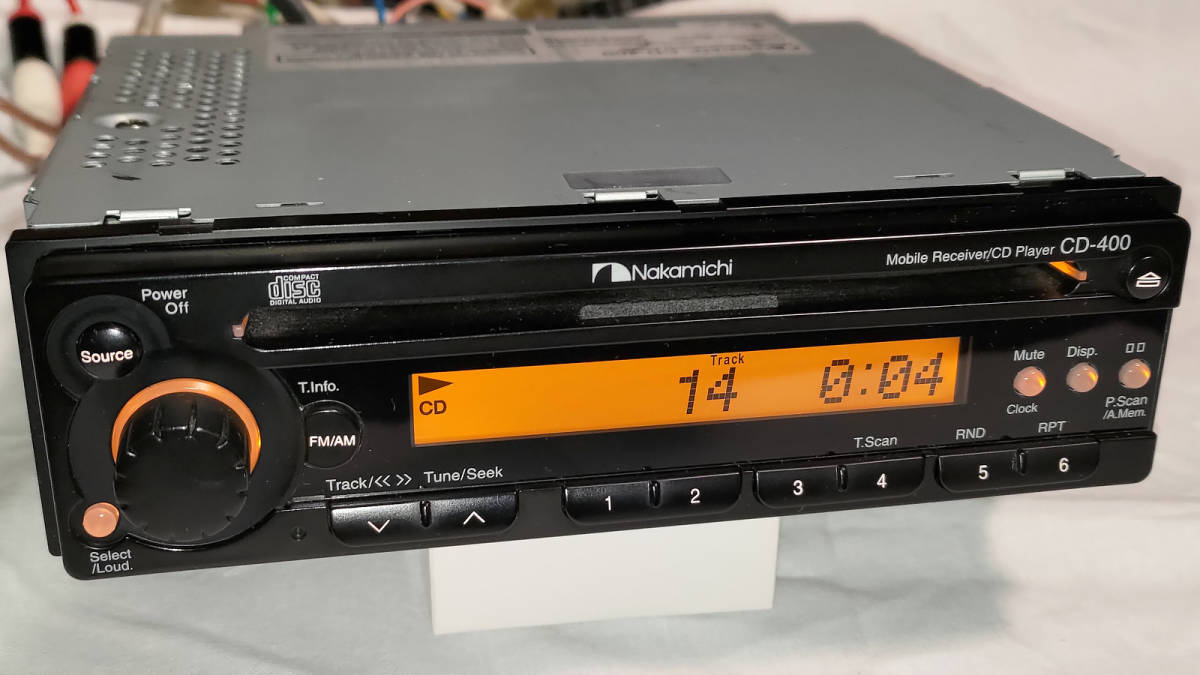 Nakamichi
Mobile Receiver/CD Player CD-400
COMPACT
disc
DIGITAL AUDIO
Power
Off
Source
T.Info.
FM/AM
Track
CD
14
0:04
Mute
Disp.
Clock
P.Scan
/A.Mem.
Track/<< >> Tune/Seek
T.Scan
RND
RPT
1
2
3
4
5
6
Select
/Loud.